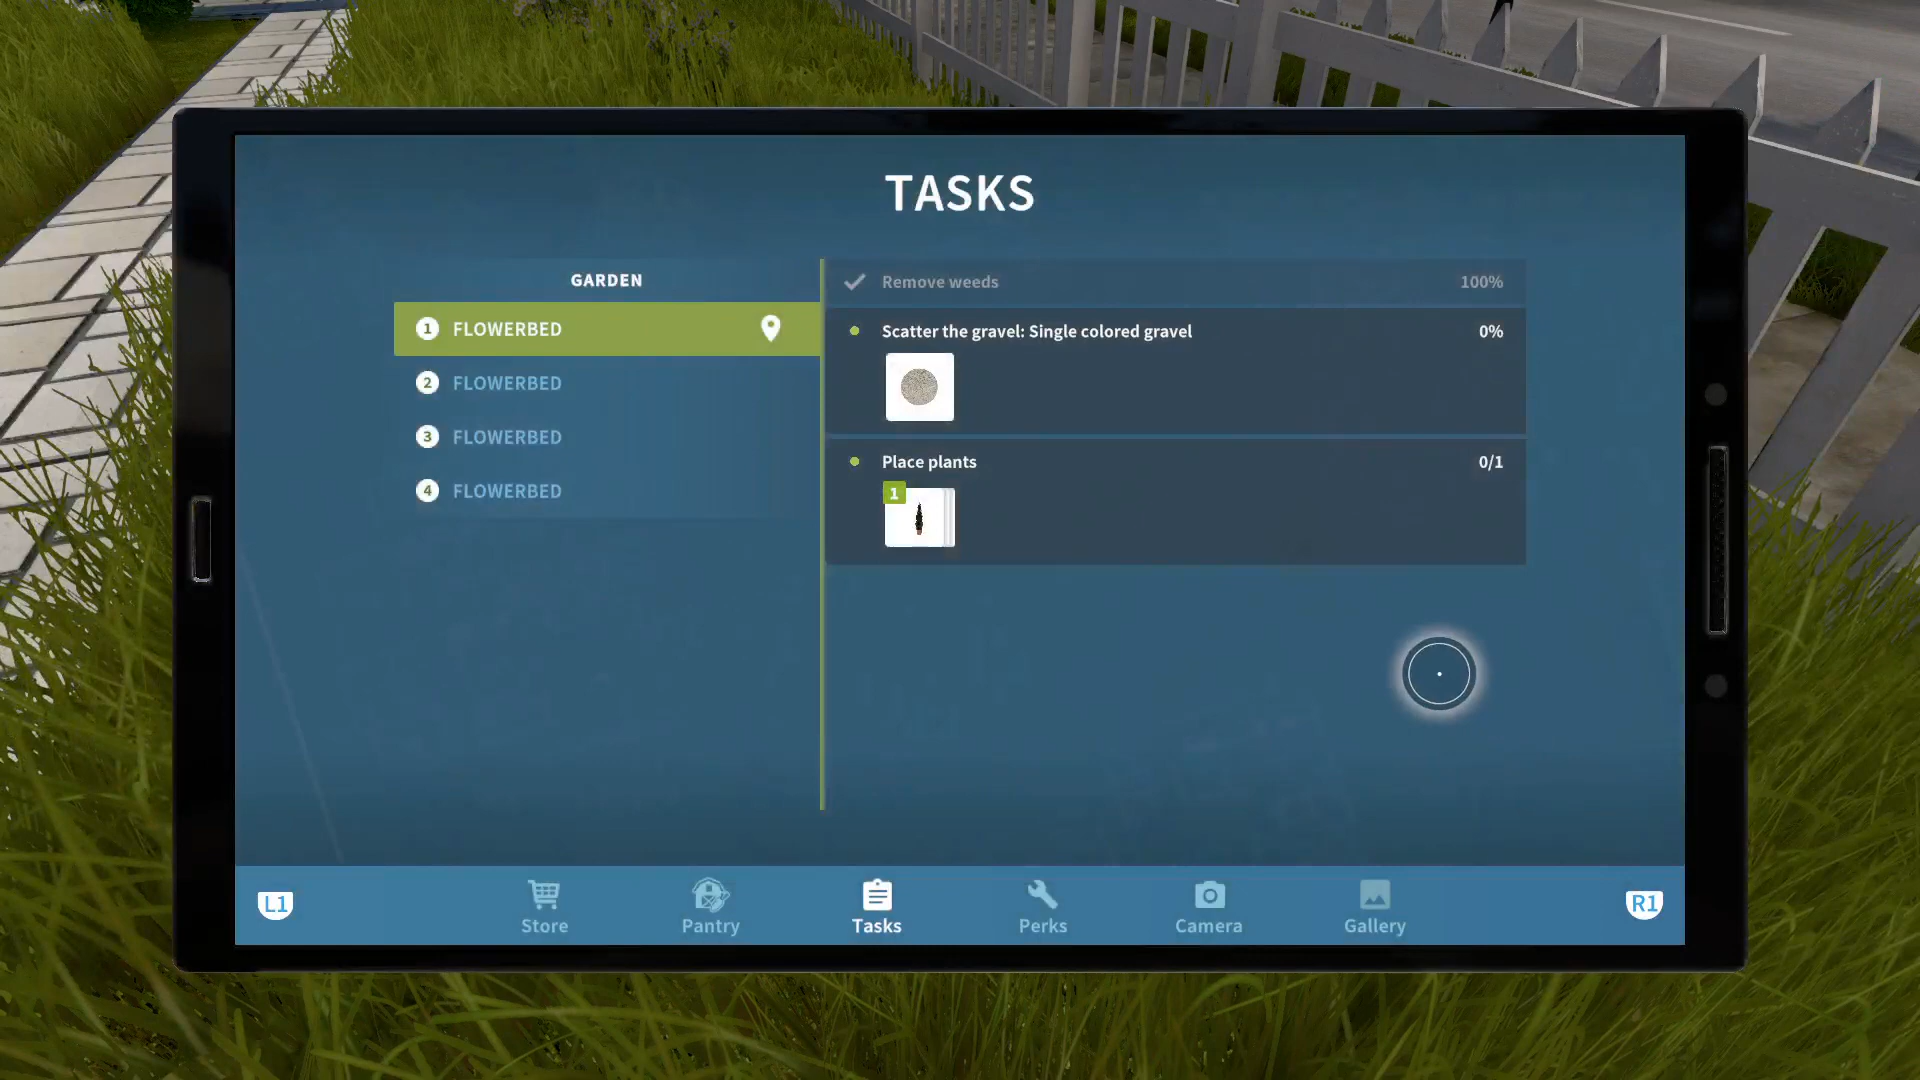 TASKS
GARDEN
1 FLOWERBED
2 FLOWERBED
3 FLOWERBED
4 FLOWERBED
Remove weeds 100%
Scatter the gravel: Single colored gravel 0%
Place plants 0/1
1
L1
Store
Pantry
Tasks
Perks
Camera
Gallery
R1